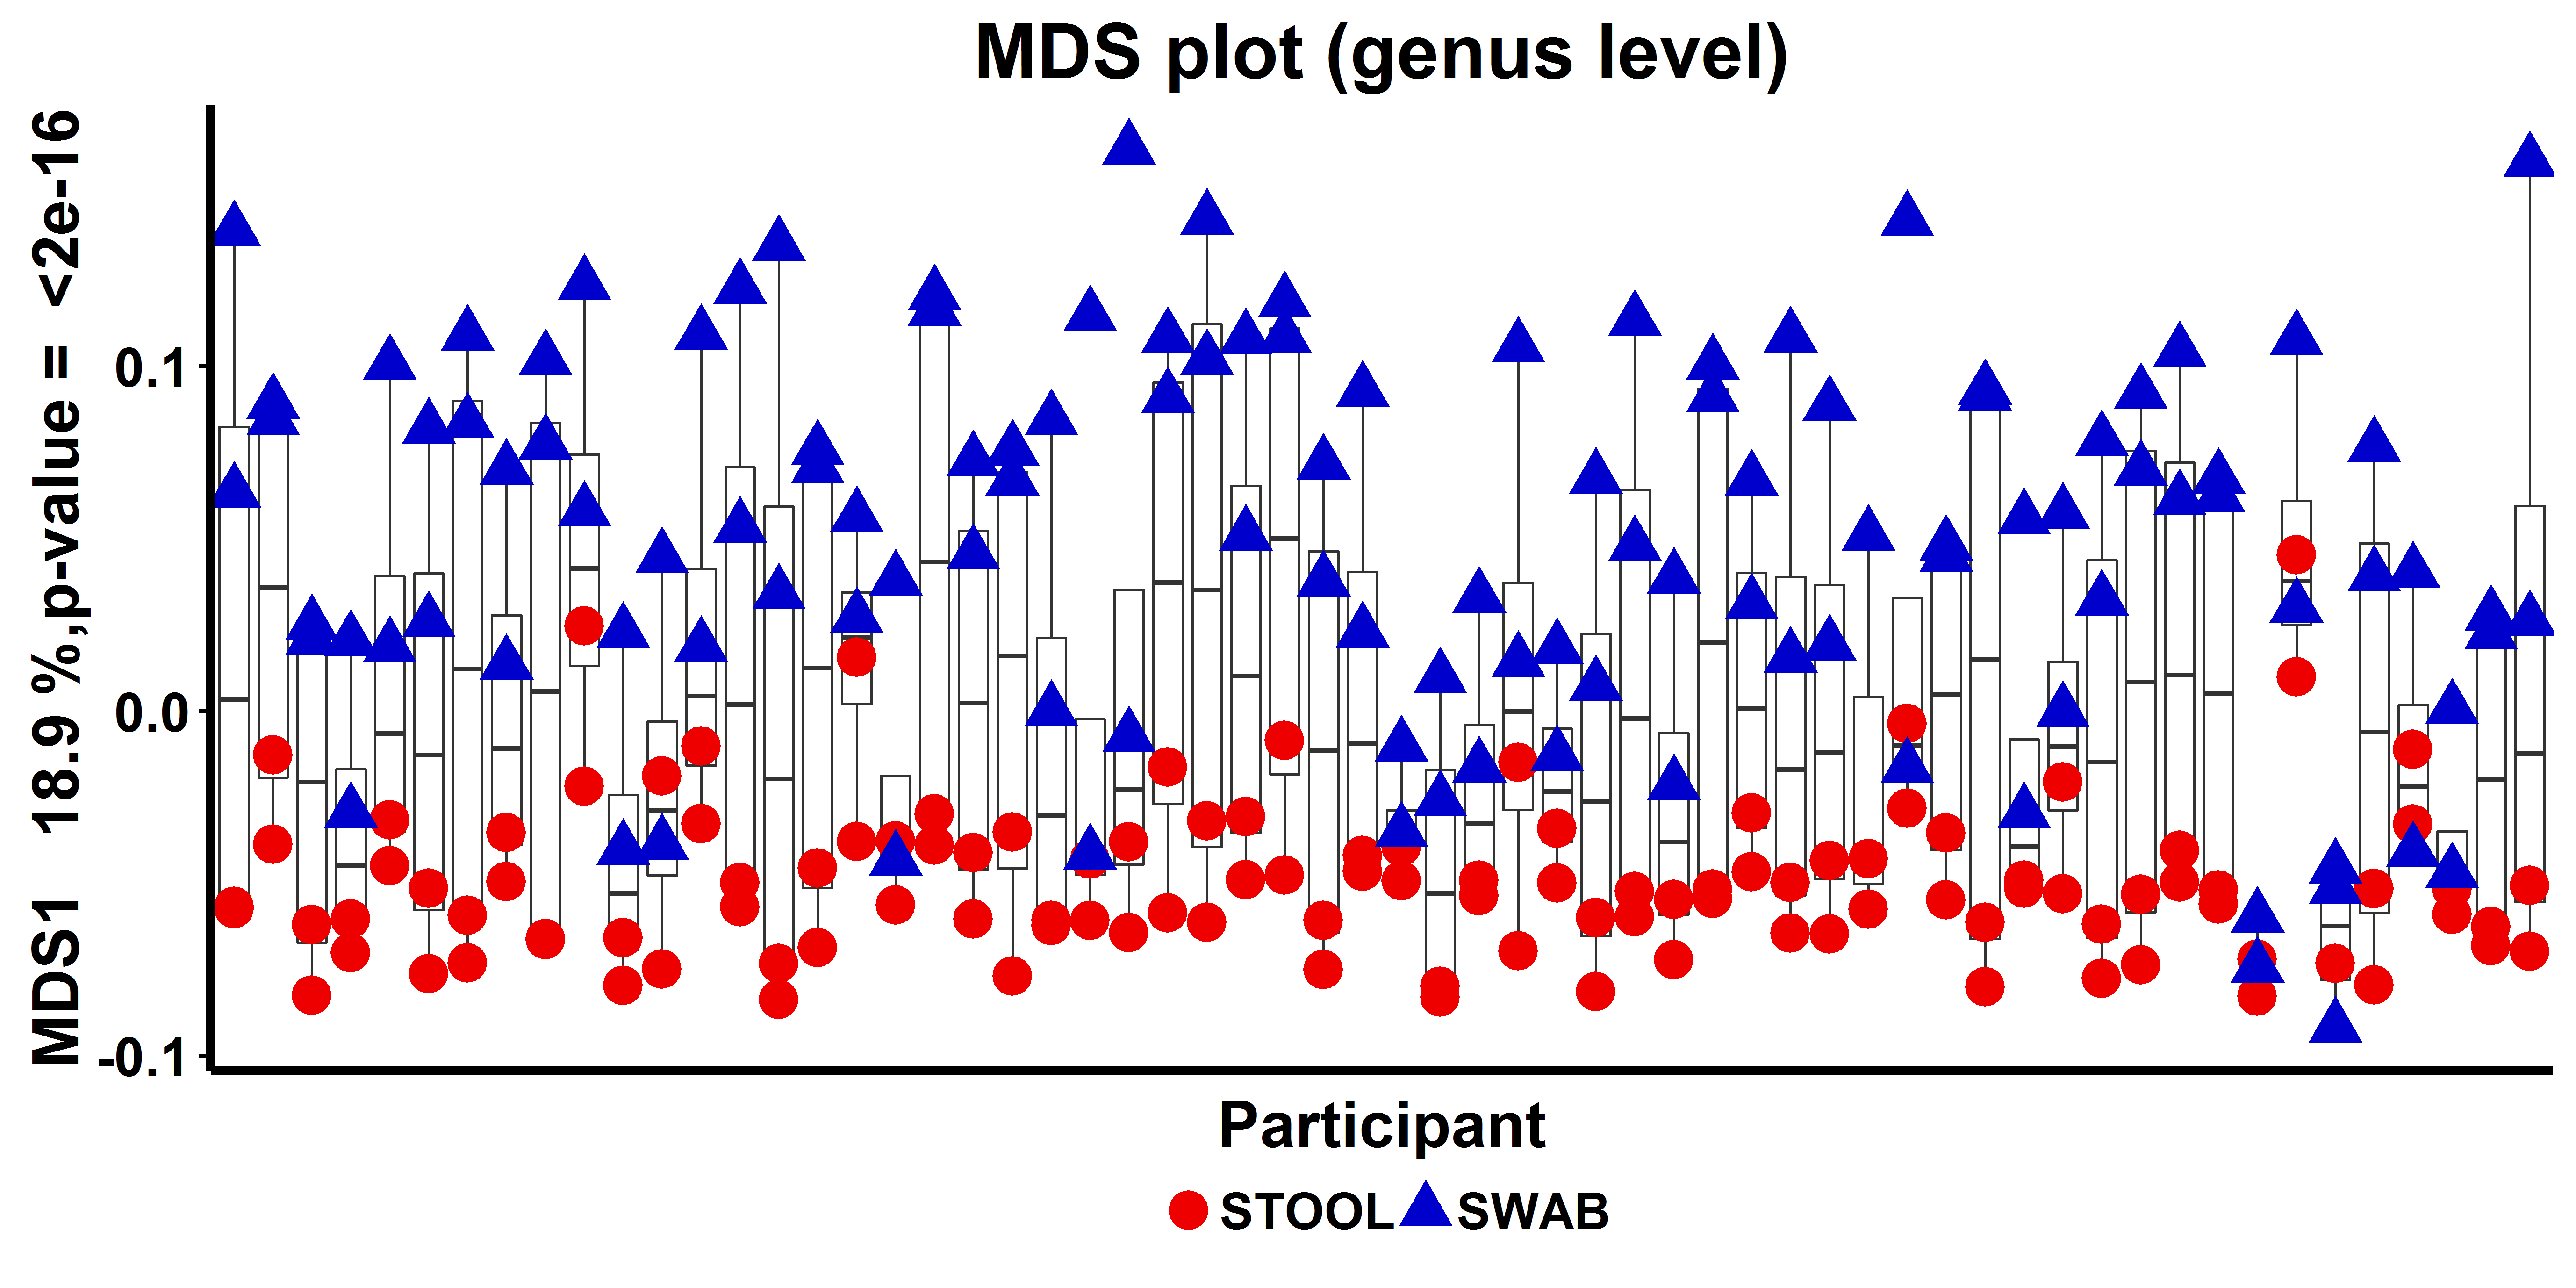 MDS plot (genus level)
MDS1 18.9 %,p-value = <2e-16
0.1
0.0
-0.1
Participant
STOOL SWAB